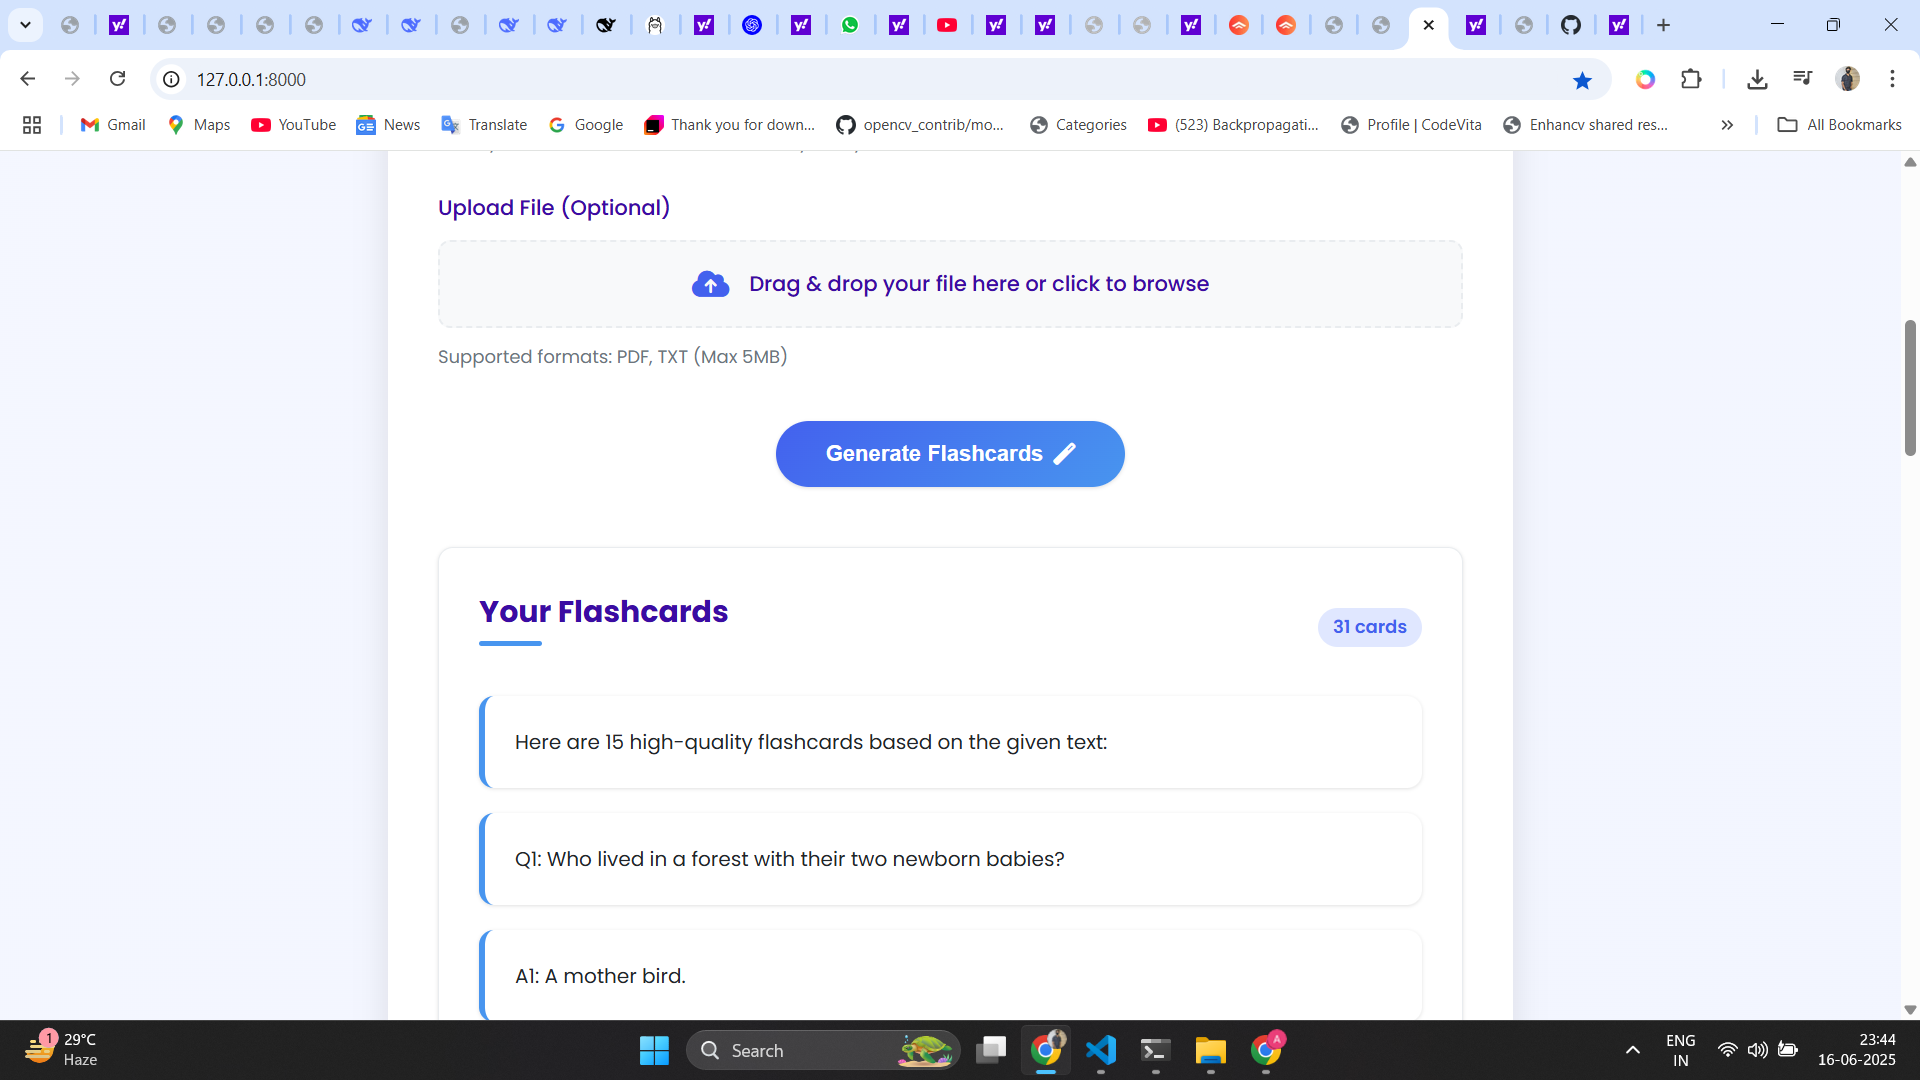 127.0.0.1:8000
Gmail
Maps
YouTube
News
Translate
Google
Thank you for down...
opencv_contrib/mo...
Categories
(523) Backpropagati...
Profile | CodeVita
Enhancv shared res...
All Bookmarks
Upload File (Optional)
Drag & drop your file here or click to browse
Supported formats: PDF, TXT (Max 5MB)
Generate Flashcards
Your Flashcards
31 cards
Here are 15 high-quality flashcards based on the given text:
Q1: Who lived in a forest with their two newborn babies?
A1: A mother bird.
1
29°C
Haze
Search
A
ENG
IN
23:44
16-06-2025